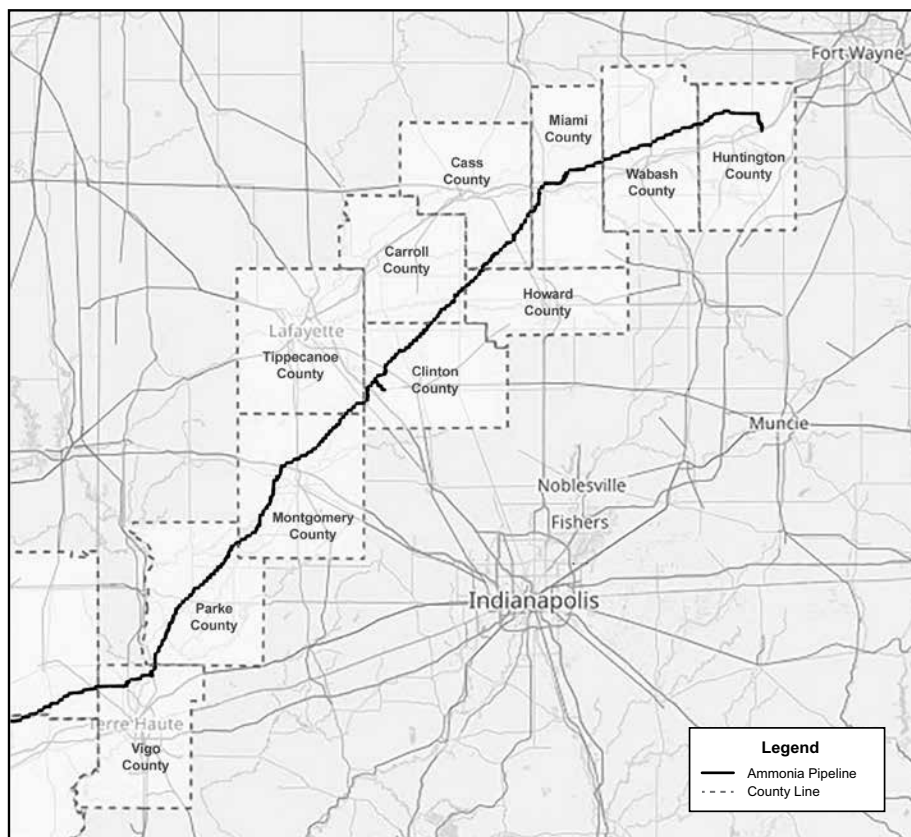 Fort Wayne
Miami
County
Cass
County
Huntington
County
Wabash
County
Carroll
County
Howard
County
Lafayette
Tippecanoe
County
Clinton
County
Muncie
Noblesville
Fishers
Montgomery
County
Indianapolis
Parke
County
Terre Haute
Vigo
County
Legend
Ammonia Pipeline
County Line